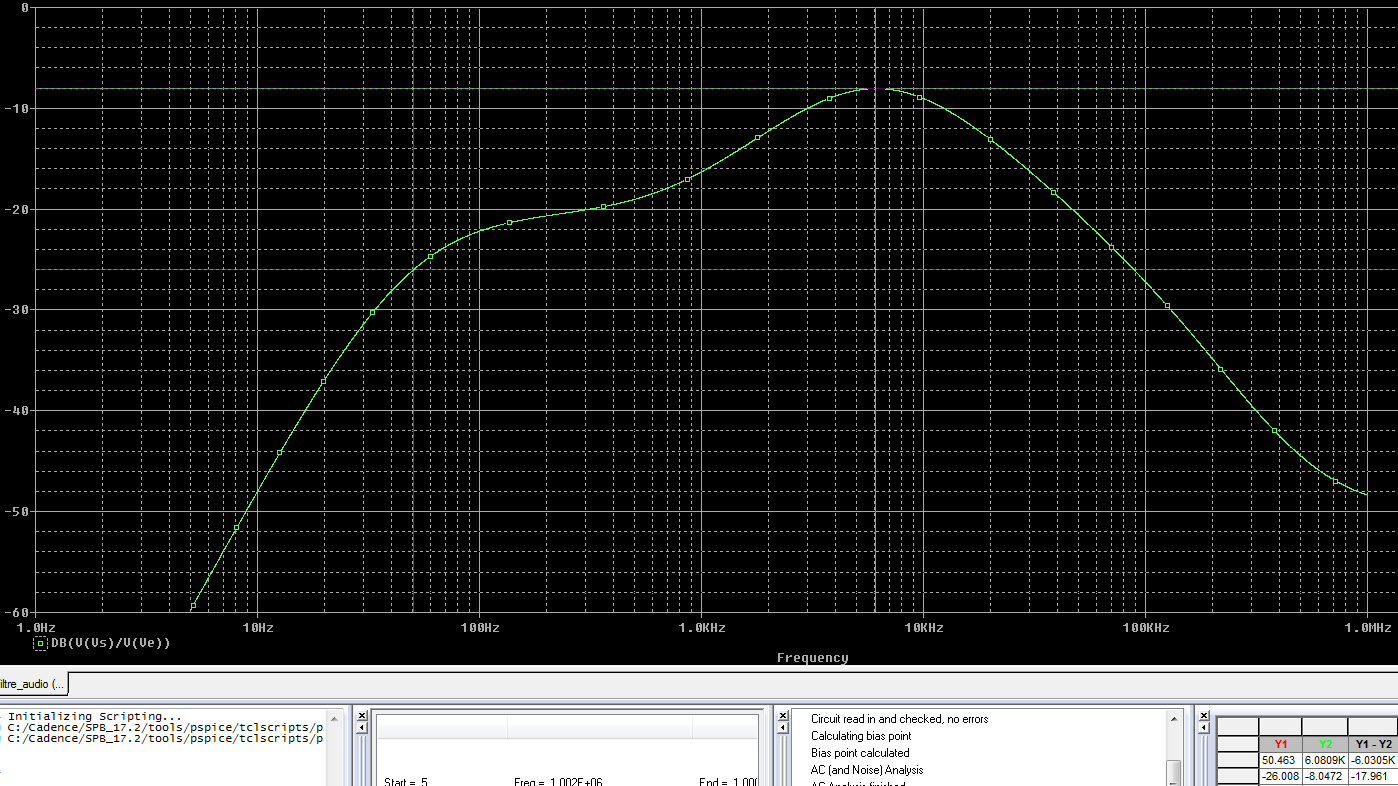 0
-10
-20
-30
-40
-50
-60
1.0Hz 10Hz 100Hz 1.0KHz 10KHz 100KHz 1.0MHz
DB(V(Vs)/V(Ve))
Frequency
iltre_audio (...
Initializing Scripting...
C:/Cadence/SPB_17.2/tools/pspice/tclscripts/p
C:/Cadence/SPB_17.2/tools/pspice/tclscripts/p
Start = 5 Freq = 1.002E+06 End = 1.00
Circuit read in and checked, no errors
Calculating bias point
Bias point calculated
AC (and Noise) Analysis
AC Analysis finished
Y1 Y2 Y1 - Y2
50.463 6.0809K -6.0305K
-26.008 -8.0472 -17.961